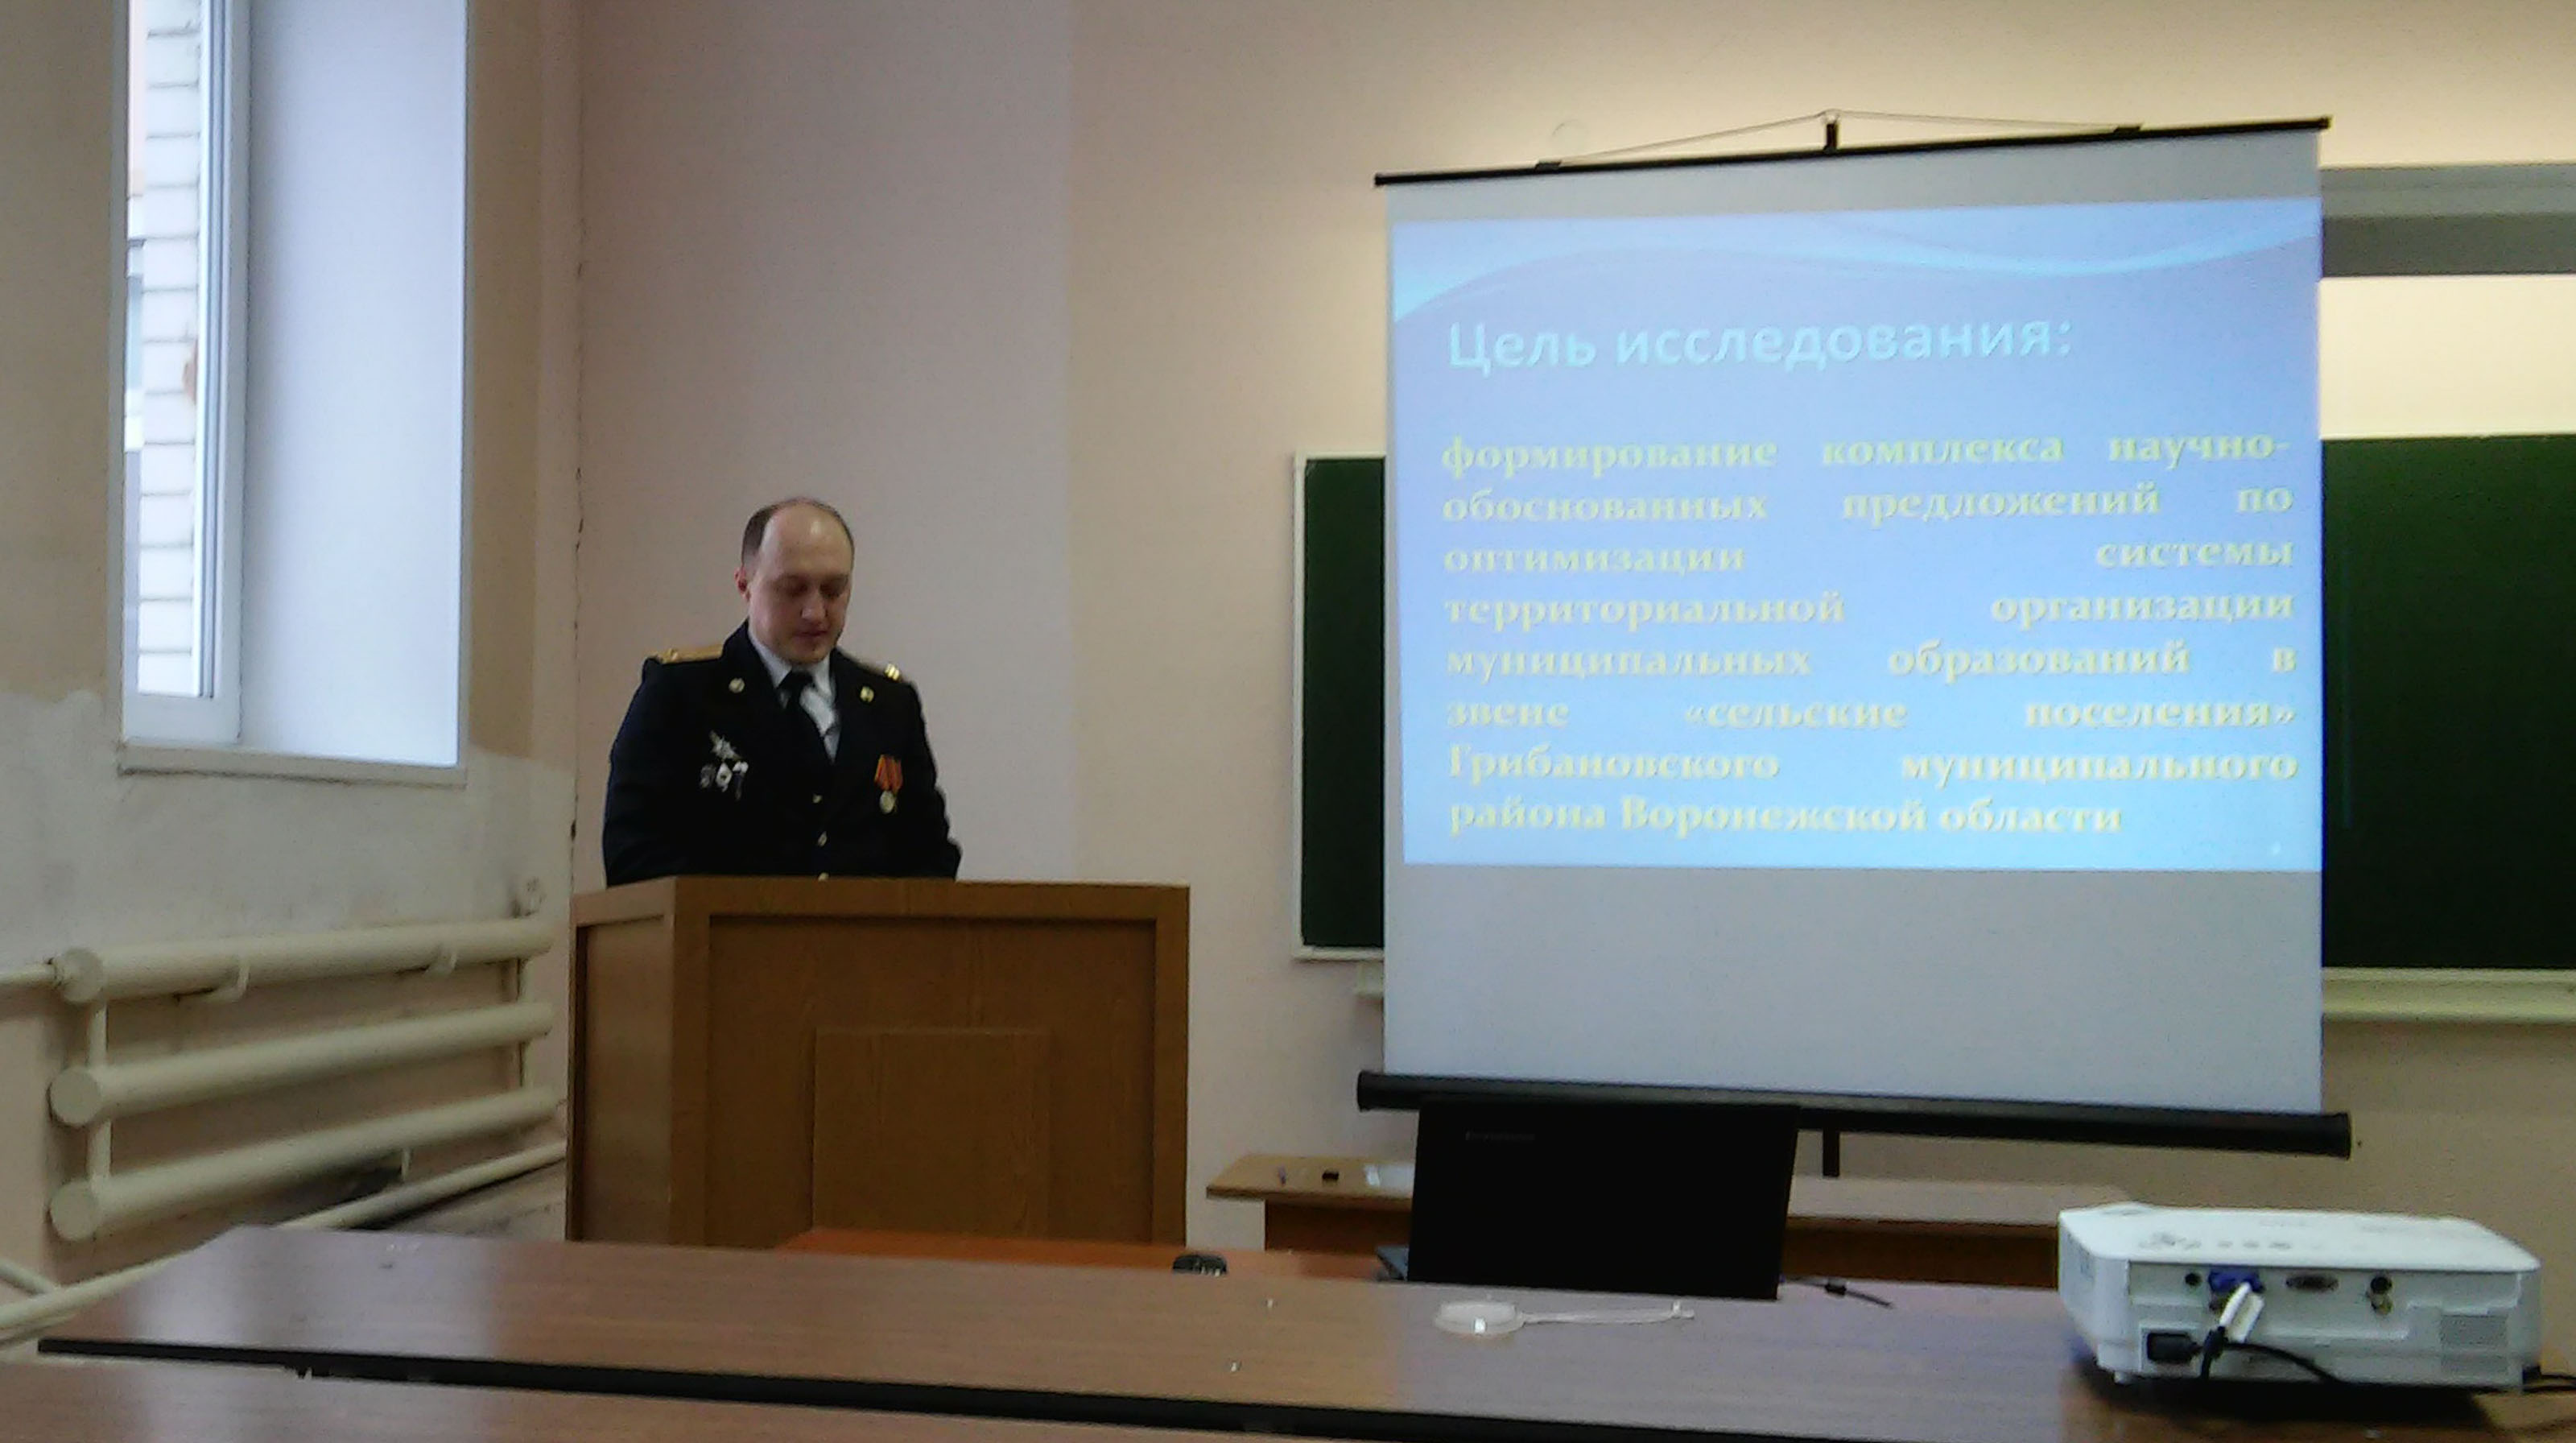 Цель исследования:
формирование комплекса научно-
обоснованных предложений по
оптимизации системы
территориальной организации
муниципальных образований в
звене «сельские поселения»
Грибановского муниципального
района Воронежской области